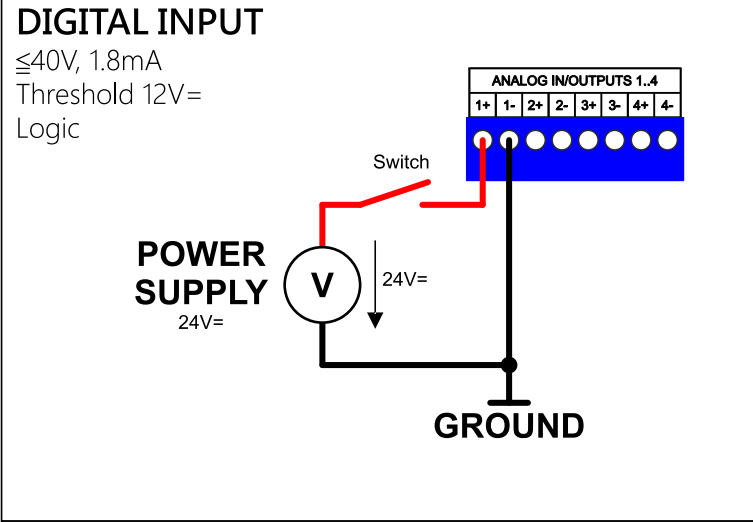 DIGITAL INPUT
≦40V, 1.8mA
Threshold 12V=
Logic
ANALOG IN/OUTPUTS 1..4
1+ 1- 2+ 2- 3+ 3- 4+ 4-
Switch
POWER
SUPPLY
24V=
V
24V=
GROUND